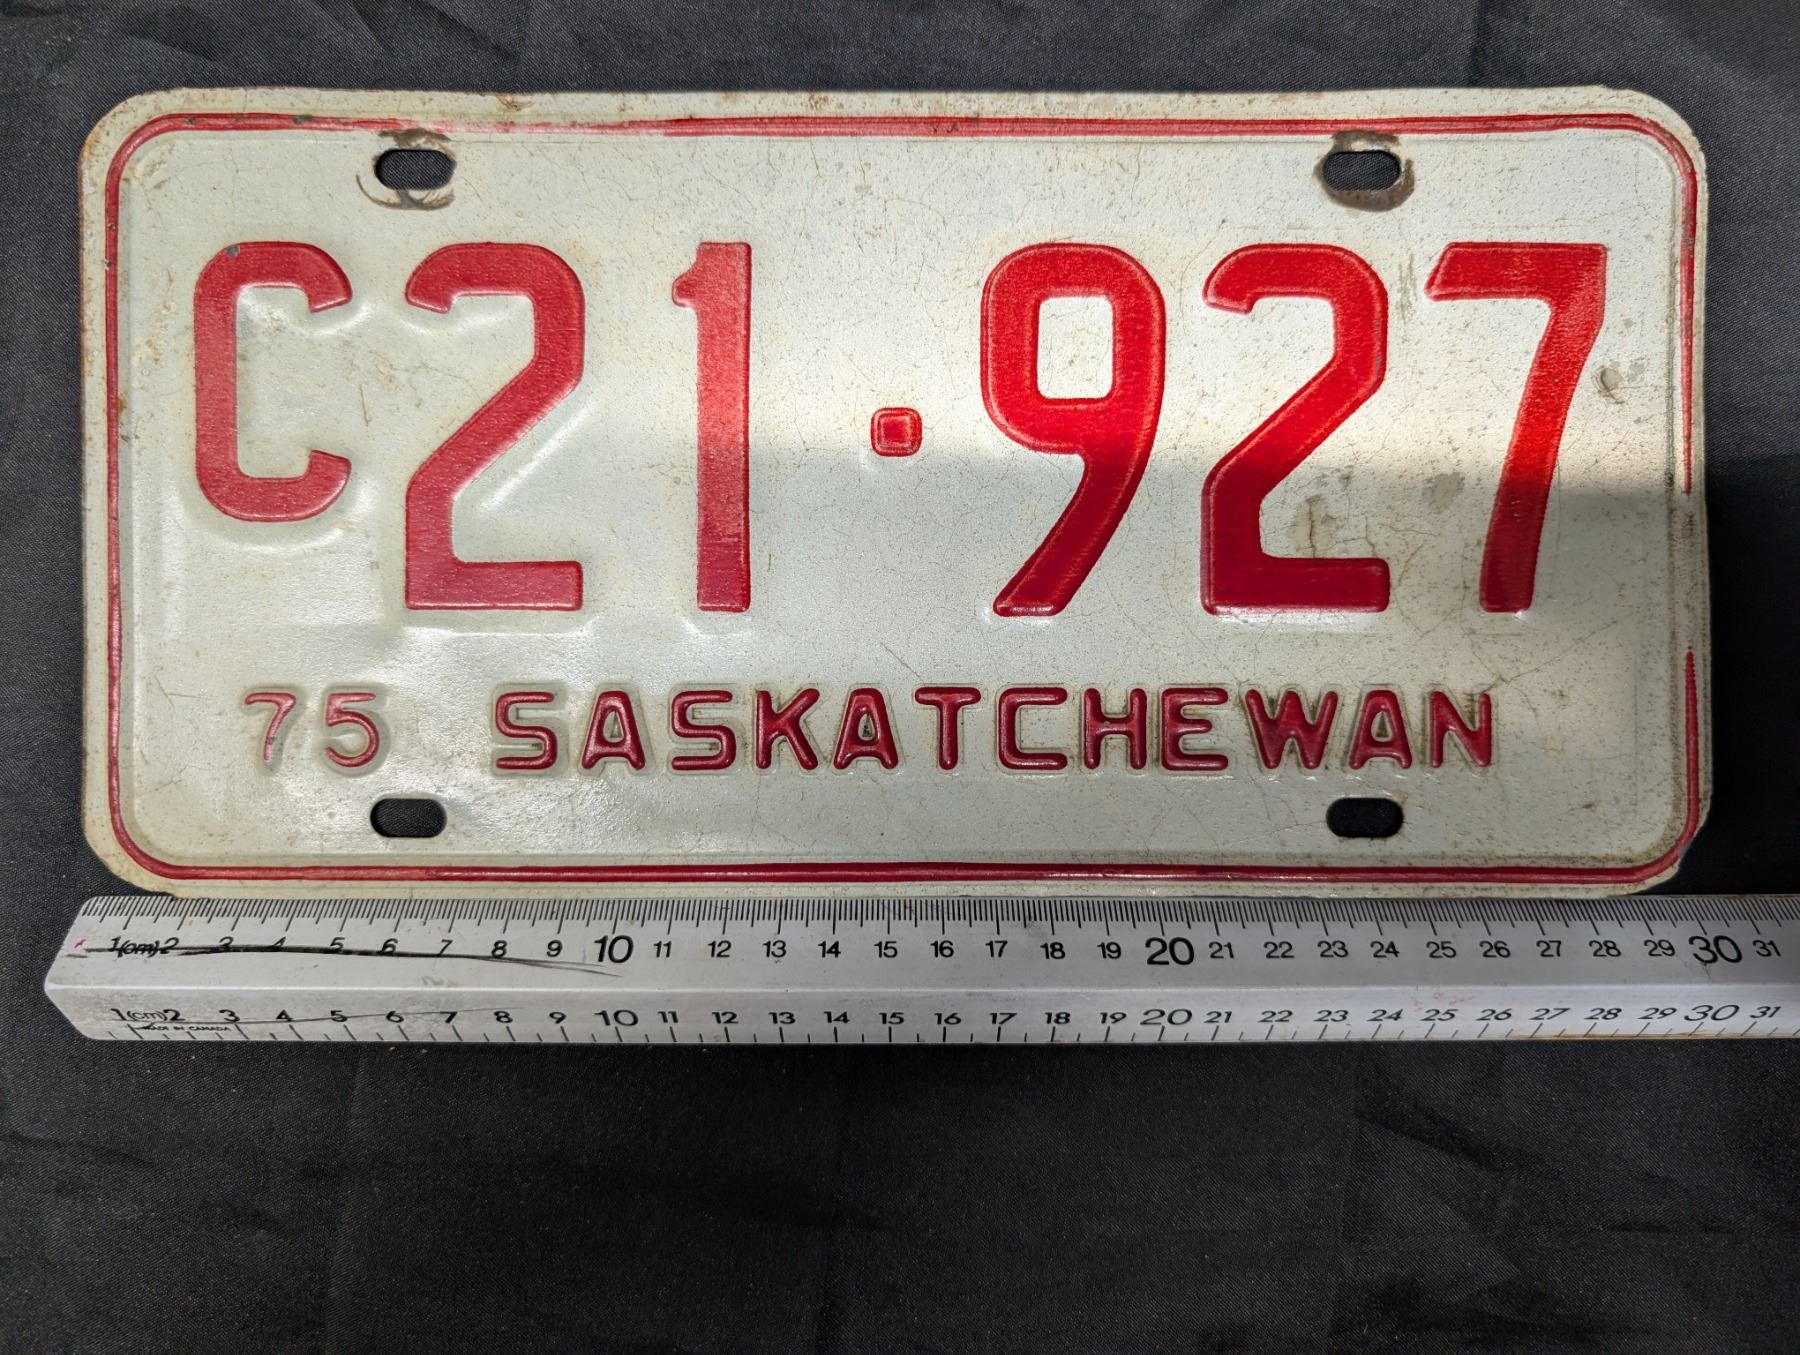 C21·927
75 SASKATCHEWAN
1(cm)2 3 4 5 6 7 8 9 10 11 12 13 14 15 16 17 18 19 20 21 22 23 24 25 26 27 28 29 30 31
1(cm)2 3 4 5 6 7 8 9 10 11 12 13 14 15 16 17 18 19 20 21 22 23 24 25 26 27 28 29 30 31
MADE IN CANADA